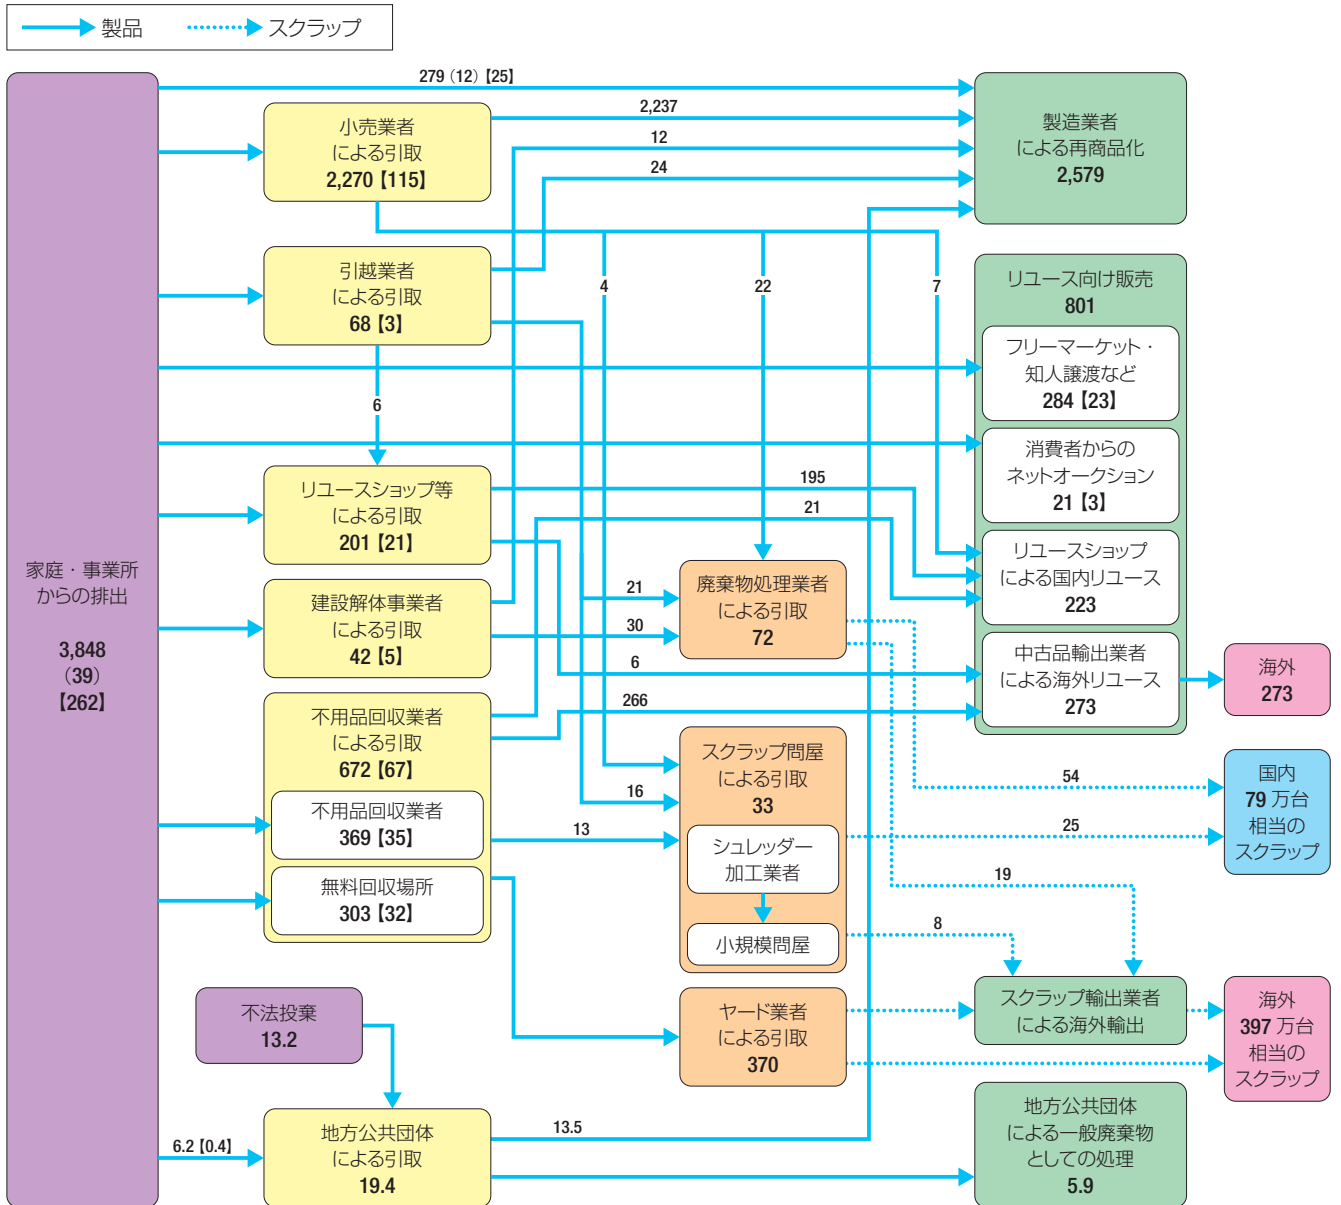 製品
スクラップ
279（12）【25】
家庭・事業所
からの排出
3,848
（39）
【262】
小売業者
による引取
2,270【115】
2,237
12
24
製造業者
による再商品化
2,579
引越業者
による引取
68【3】
4
22
7
6
リユース向け販売
801
フリーマーケット・
知人譲渡など
284【23】
消費者からの
ネットオークション
21【3】
リユースショップ
による国内リユース
223
中古品輸出業者
による海外リユース
273
海外
273
リユースショップ等
による引取
201【21】
195
21
建設解体事業者
による引取
42【5】
21
30
6
廃棄物処理業者
による引取
72
不用品回収業者
による引取
672【67】
不用品回収業者
369【35】
無料回収場所
303【32】
266
16
13
スクラップ問屋
による引取
33
シュレッダー
加工業者
小規模問屋
54
25
19
8
国内
79 万台
相当の
スクラップ
不法投棄
13.2
ヤード業者
による引取
370
スクラップ輸出業者
による海外輸出
海外
397 万台
相当の
スクラップ
6.2【0.4】
地方公共団体
による引取
19.4
13.5
地方公共団体
による一般廃棄物
としての処理
5.9